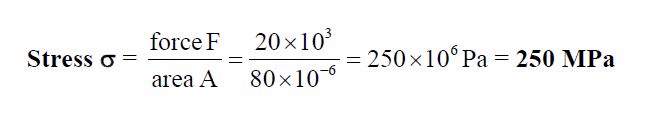 Stress σ = force F / area A = 20×10³ / 80×10⁻⁶ = 250×10⁶ Pa = 250 MPa